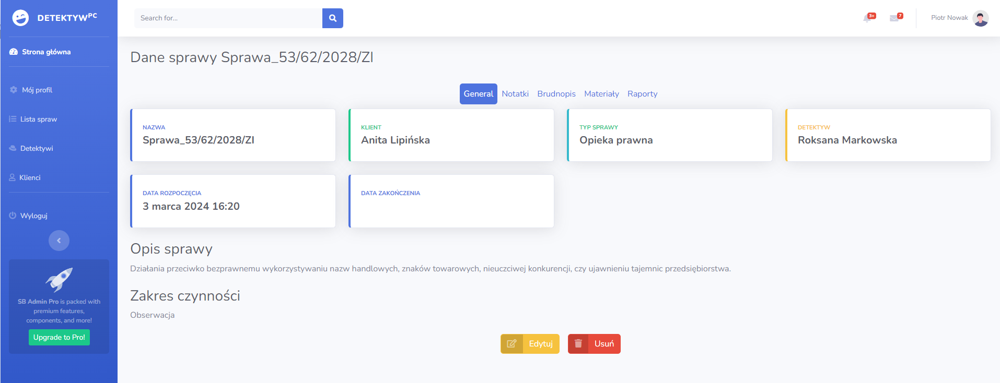 DETEKTYWPC
Strona główna
Mój profil
Lista spraw
Detektywi
Klienci
Wyloguj
SB Admin Pro is packed with
premium features,
components, and more!
Upgrade to Pro!
Search for...
3+
7
Piotr Nowak
Dane sprawy Sprawa_53/62/2028/ZI
General Notatki Brudnopis Materiały Raporty
NAZWA
Sprawa_53/62/2028/ZI
KLIENT
Anita Lipińska
TYP SPRAWY
Opieka prawna
DETEKTYW
Roksana Markowska
DATA ROZPOCZĘCIA
3 marca 2024 16:20
DATA ZAKOŃCZENIA
Opis sprawy
Działania przeciwko bezprawnemu wykorzystywaniu nazw handlowych, znaków towarowych, nieuczciwej konkurencji, czy ujawnieniu tajemnic przedsiębiorstwa.
Zakres czynności
Obserwacja
Edytuj
Usuń